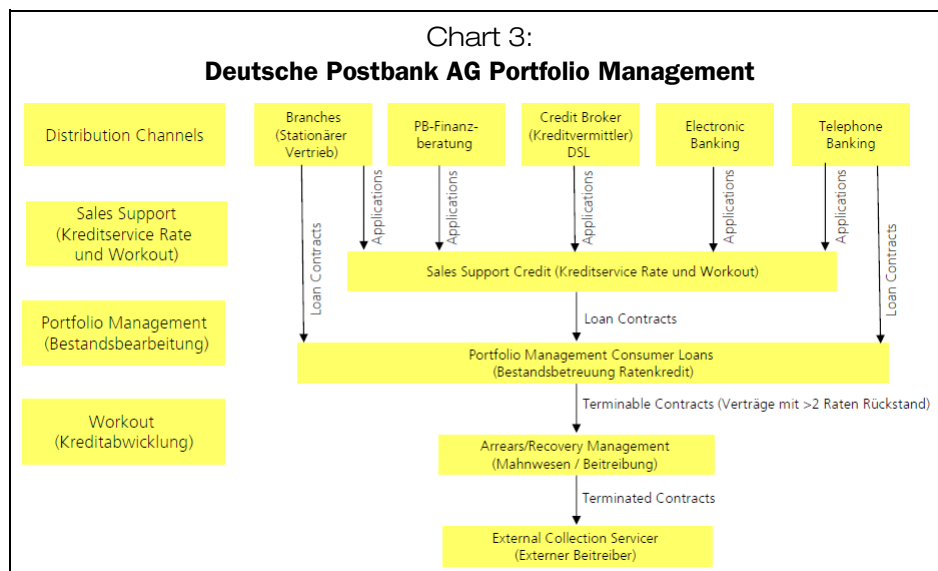 Chart 3:
Deutsche Postbank AG Portfolio Management
Distribution Channels
Branches
(Stationärer
Vertrieb)
PB-Finanz-
beratung
Credit Broker
(Kreditvermittler)
DSL
Electronic
Banking
Telephone
Banking
Loan Contracts
Applications
Applications
Applications
Applications
Applications
Loan Contracts
Sales Support
(Kreditservice Rate
und Workout)
Sales Support Credit (Kreditservice Rate und Workout)
Loan Contracts
Portfolio Management
(Bestandsbearbeitung)
Portfolio Management Consumer Loans
(Bestandsbetreuung Ratenkredit)
Terminable Contracts (Verträge mit >2 Raten Rückstand)
Workout
(Kreditabwicklung)
Arrears/Recovery Management
(Mahnwesen / Beitreibung)
Terminated Contracts
External Collection Servicer
(Externer Beitreiber)